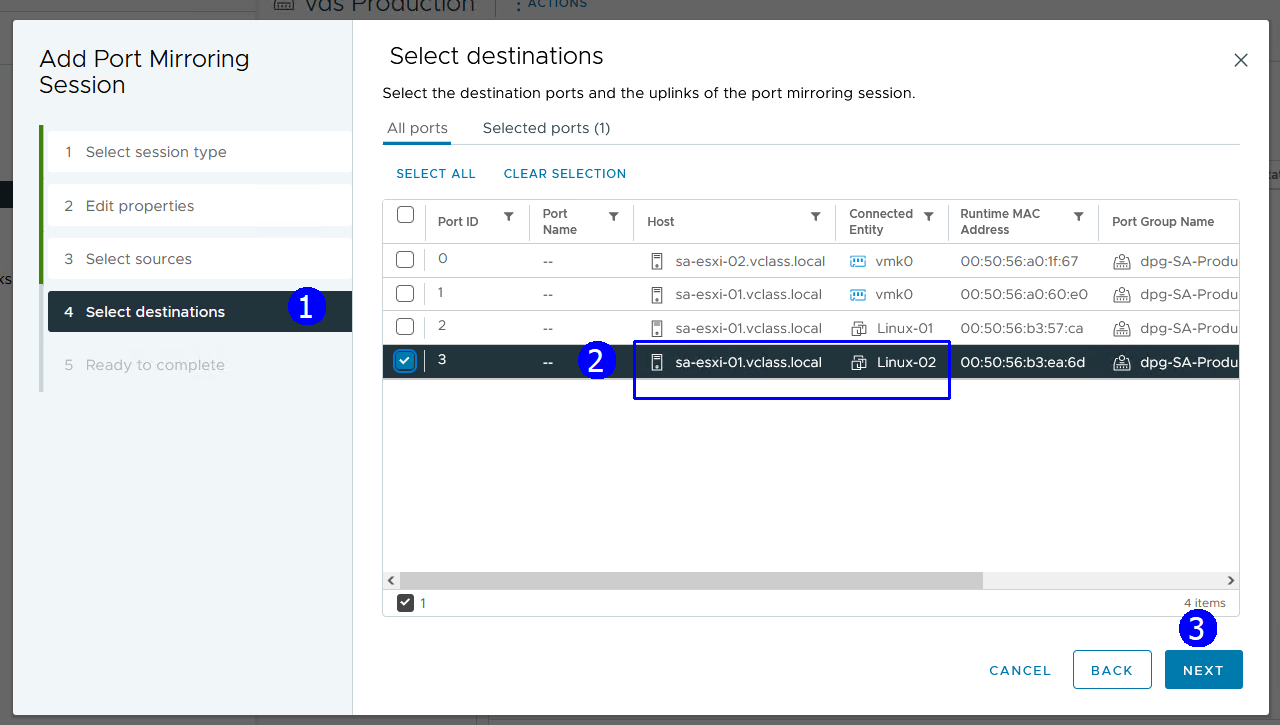 vds Production
ACTIONS
Add Port Mirroring
Session
1 Select session type
2 Edit properties
3 Select sources
4 Select destinations
1
5 Ready to complete
Select destinations
Select the destination ports and the uplinks of the port mirroring session.
All ports Selected ports (1)
SELECT ALL CLEAR SELECTION
Port ID Port Name Host Connected Entity Runtime MAC Address Port Group Name
0 -- sa-esxi-02.vclass.local vmk0 00:50:56:a0:1f:67 dpg-SA-Produ
1 -- sa-esxi-01.vclass.local vmk0 00:50:56:a0:60:e0 dpg-SA-Produ
2 -- sa-esxi-01.vclass.local Linux-01 00:50:56:b3:57:ca dpg-SA-Produ
3 -- 2 sa-esxi-01.vclass.local Linux-02 00:50:56:b3:ea:6d dpg-SA-Produ
1 4 items
3
CANCEL BACK NEXT